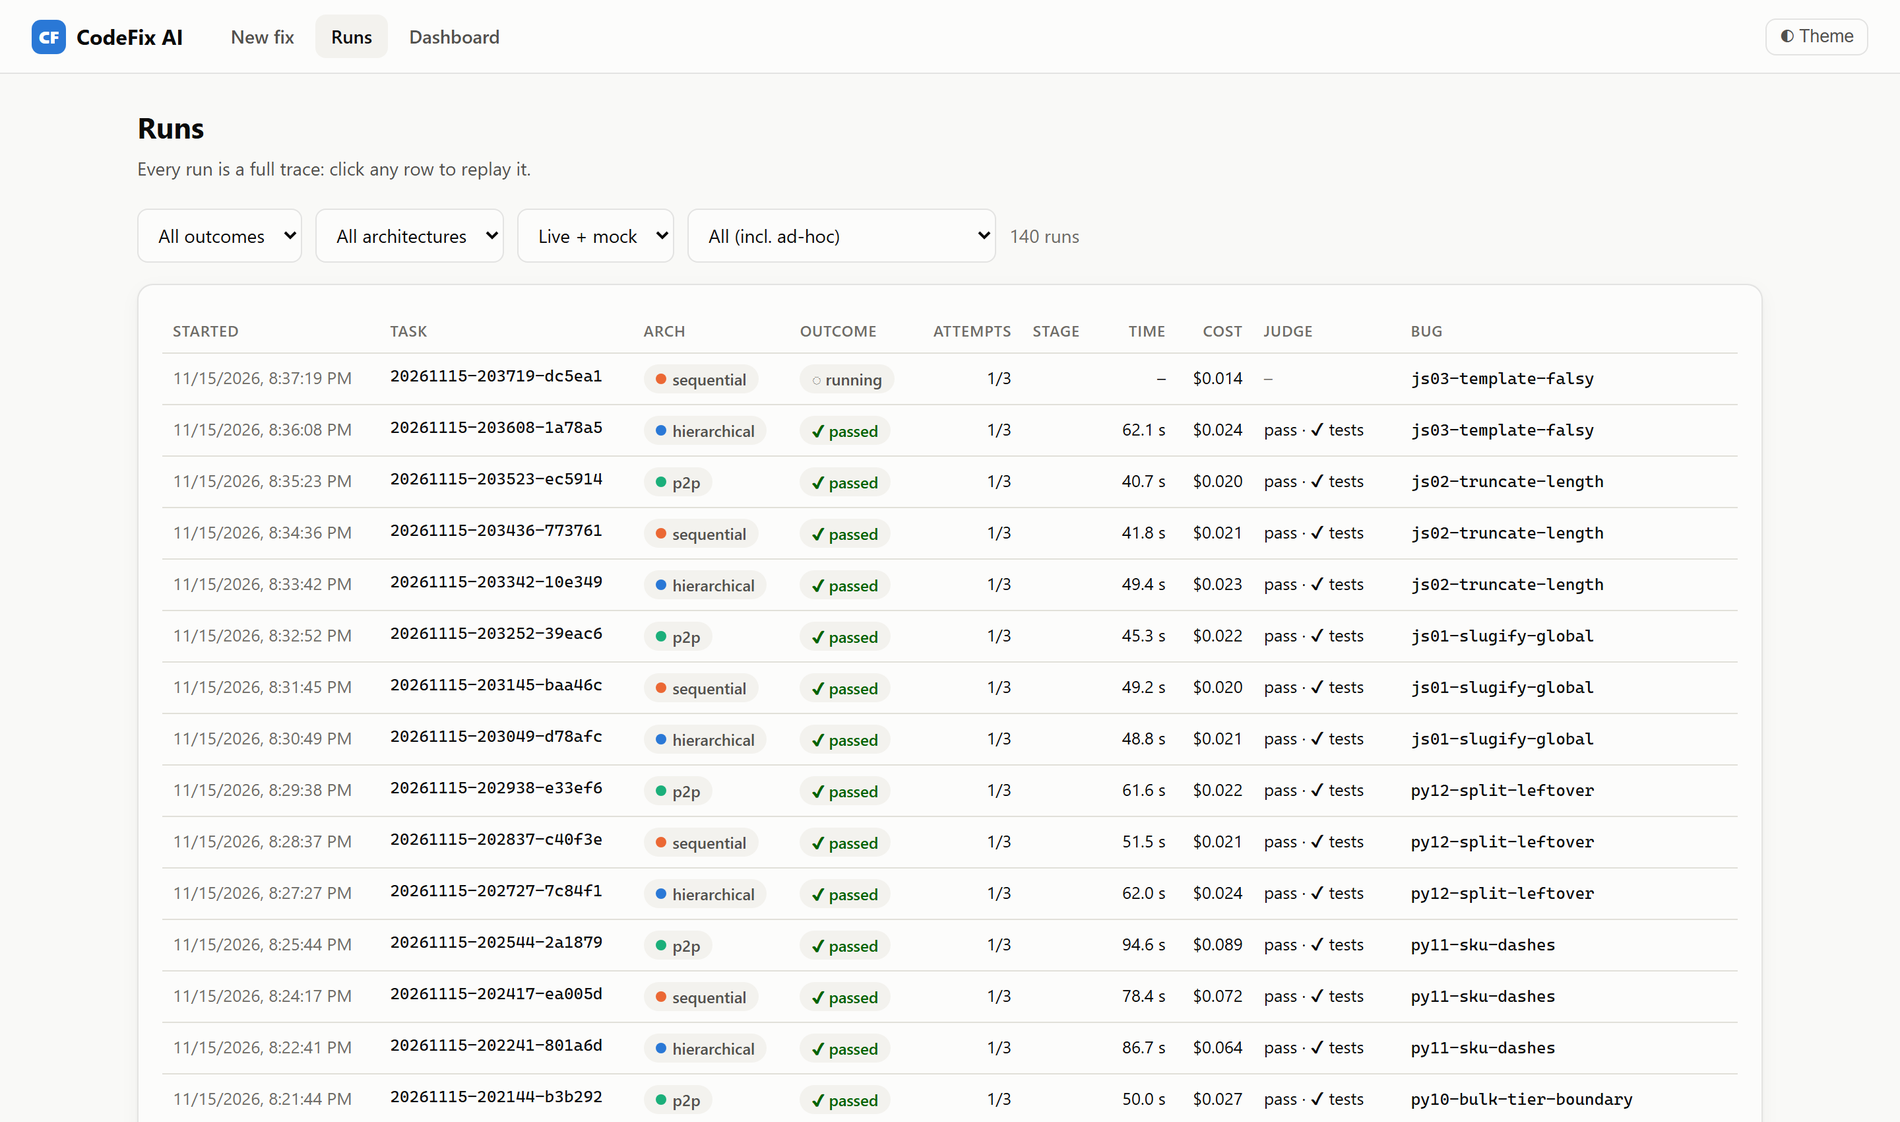 CF CodeFix AI New fix Runs Dashboard Theme
Runs
Every run is a full trace: click any row to replay it.
All outcomes All architectures Live + mock All (incl. ad-hoc) 140 runs
STARTED TASK ARCH OUTCOME ATTEMPTS STAGE TIME COST JUDGE BUG
11/15/2026, 8:37:19 PM 20261115-203719-dc5ea1 sequential ○ running 1/3 – $0.014 – js03-template-falsy
11/15/2026, 8:36:08 PM 20261115-203608-1a78a5 hierarchical ✓ passed 1/3 62.1 s $0.024 pass · ✓ tests js03-template-falsy
11/15/2026, 8:35:23 PM 20261115-203523-ec5914 p2p ✓ passed 1/3 40.7 s $0.020 pass · ✓ tests js02-truncate-length
11/15/2026, 8:34:36 PM 20261115-203436-773761 sequential ✓ passed 1/3 41.8 s $0.021 pass · ✓ tests js02-truncate-length
11/15/2026, 8:33:42 PM 20261115-203342-10e349 hierarchical ✓ passed 1/3 49.4 s $0.023 pass · ✓ tests js02-truncate-length
11/15/2026, 8:32:52 PM 20261115-203252-39eac6 p2p ✓ passed 1/3 45.3 s $0.022 pass · ✓ tests js01-slugify-global
11/15/2026, 8:31:45 PM 20261115-203145-baa46c sequential ✓ passed 1/3 49.2 s $0.020 pass · ✓ tests js01-slugify-global
11/15/2026, 8:30:49 PM 20261115-203049-d78afc hierarchical ✓ passed 1/3 48.8 s $0.021 pass · ✓ tests js01-slugify-global
11/15/2026, 8:29:38 PM 20261115-202938-e33ef6 p2p ✓ passed 1/3 61.6 s $0.022 pass · ✓ tests py12-split-leftover
11/15/2026, 8:28:37 PM 20261115-202837-c40f3e sequential ✓ passed 1/3 51.5 s $0.021 pass · ✓ tests py12-split-leftover
11/15/2026, 8:27:27 PM 20261115-202727-7c84f1 hierarchical ✓ passed 1/3 62.0 s $0.024 pass · ✓ tests py12-split-leftover
11/15/2026, 8:25:44 PM 20261115-202544-2a1879 p2p ✓ passed 1/3 94.6 s $0.089 pass · ✓ tests py11-sku-dashes
11/15/2026, 8:24:17 PM 20261115-202417-ea005d sequential ✓ passed 1/3 78.4 s $0.072 pass · ✓ tests py11-sku-dashes
11/15/2026, 8:22:41 PM 20261115-202241-801a6d hierarchical ✓ passed 1/3 86.7 s $0.064 pass · ✓ tests py11-sku-dashes
11/15/2026, 8:21:44 PM 20261115-202144-b3b292 p2p ✓ passed 1/3 50.0 s $0.027 pass · ✓ tests py10-bulk-tier-boundary